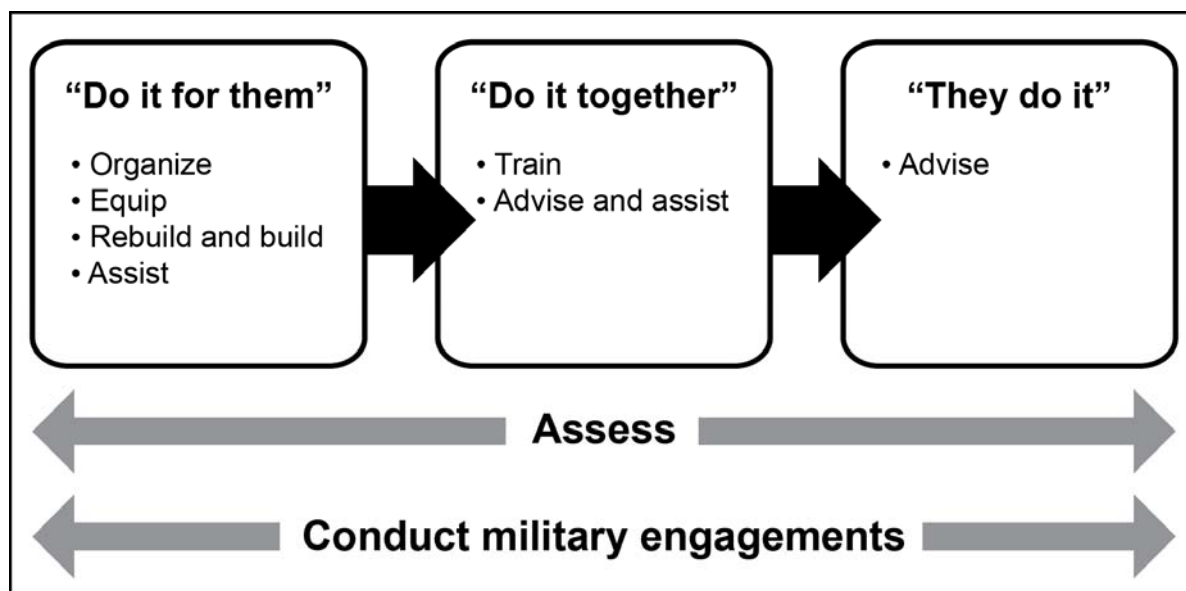 “Do it for them”
• Organize
• Equip
• Rebuild and build
• Assist
“Do it together”
• Train
• Advise and assist
“They do it”
• Advise
Assess
Conduct military engagements